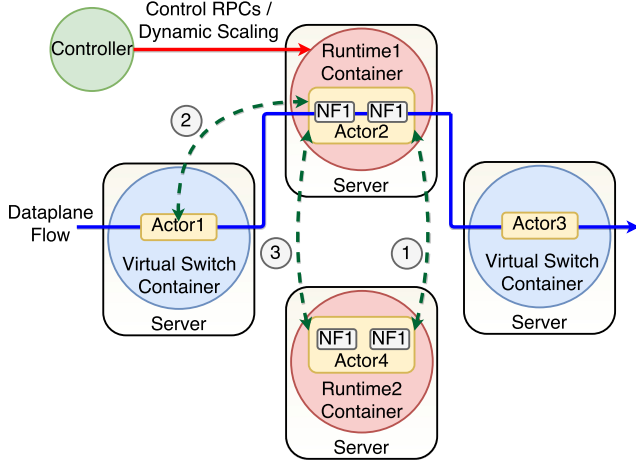 Control RPCs /
Dynamic Scaling
Controller
Runtime1
Container
NF1 NF1
Actor2
Server
2
Dataplane
Flow
Actor1
Virtual Switch
Container
Server
3
1
Actor3
Virtual Switch
Container
Server
NF1 NF1
Actor4
Runtime2
Container
Server